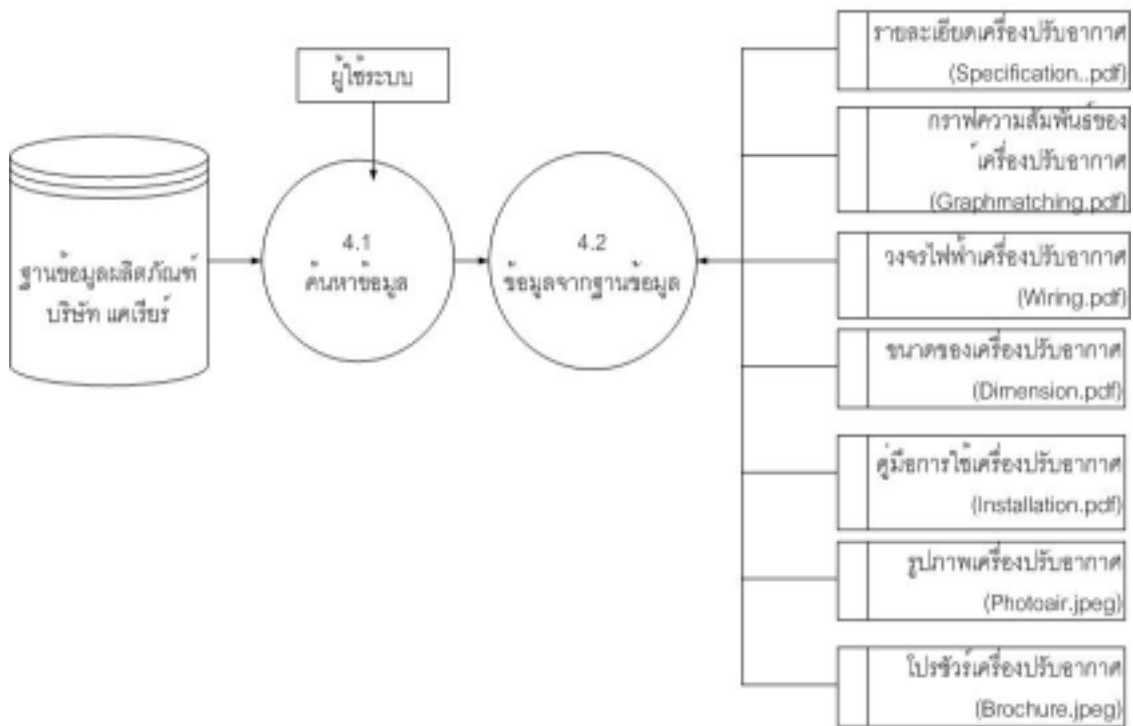 ผู้ใช้ระบบ
ฐานข้อมูลผลิตภัณฑ์
บริษัท แคเรียร์
4.1
ค้นหาข้อมูล
4.2
ข้อมูลจากฐานข้อมูล
รายละเอียดเครื่องปรับอากาศ
(Specification..pdf)
กราฟความสัมพันธ์ของ
์เครื่องปรับอากาศ
(Graphmatching.pdf)
วงจรไฟฟ้าเครื่องปรับอากาศ
(Wiring.pdf)
ขนาดของเครื่องปรับอากาศ
(Dimension.pdf)
คู่มือการใช้เครื่องปรับอากาศ
(Installation.pdf)
รูปภาพเครื่องปรับอากาศ
(Photoair.jpeg)
โปรชัวร์เครื่องปรับอากาศ
(Brochure.jpeg)